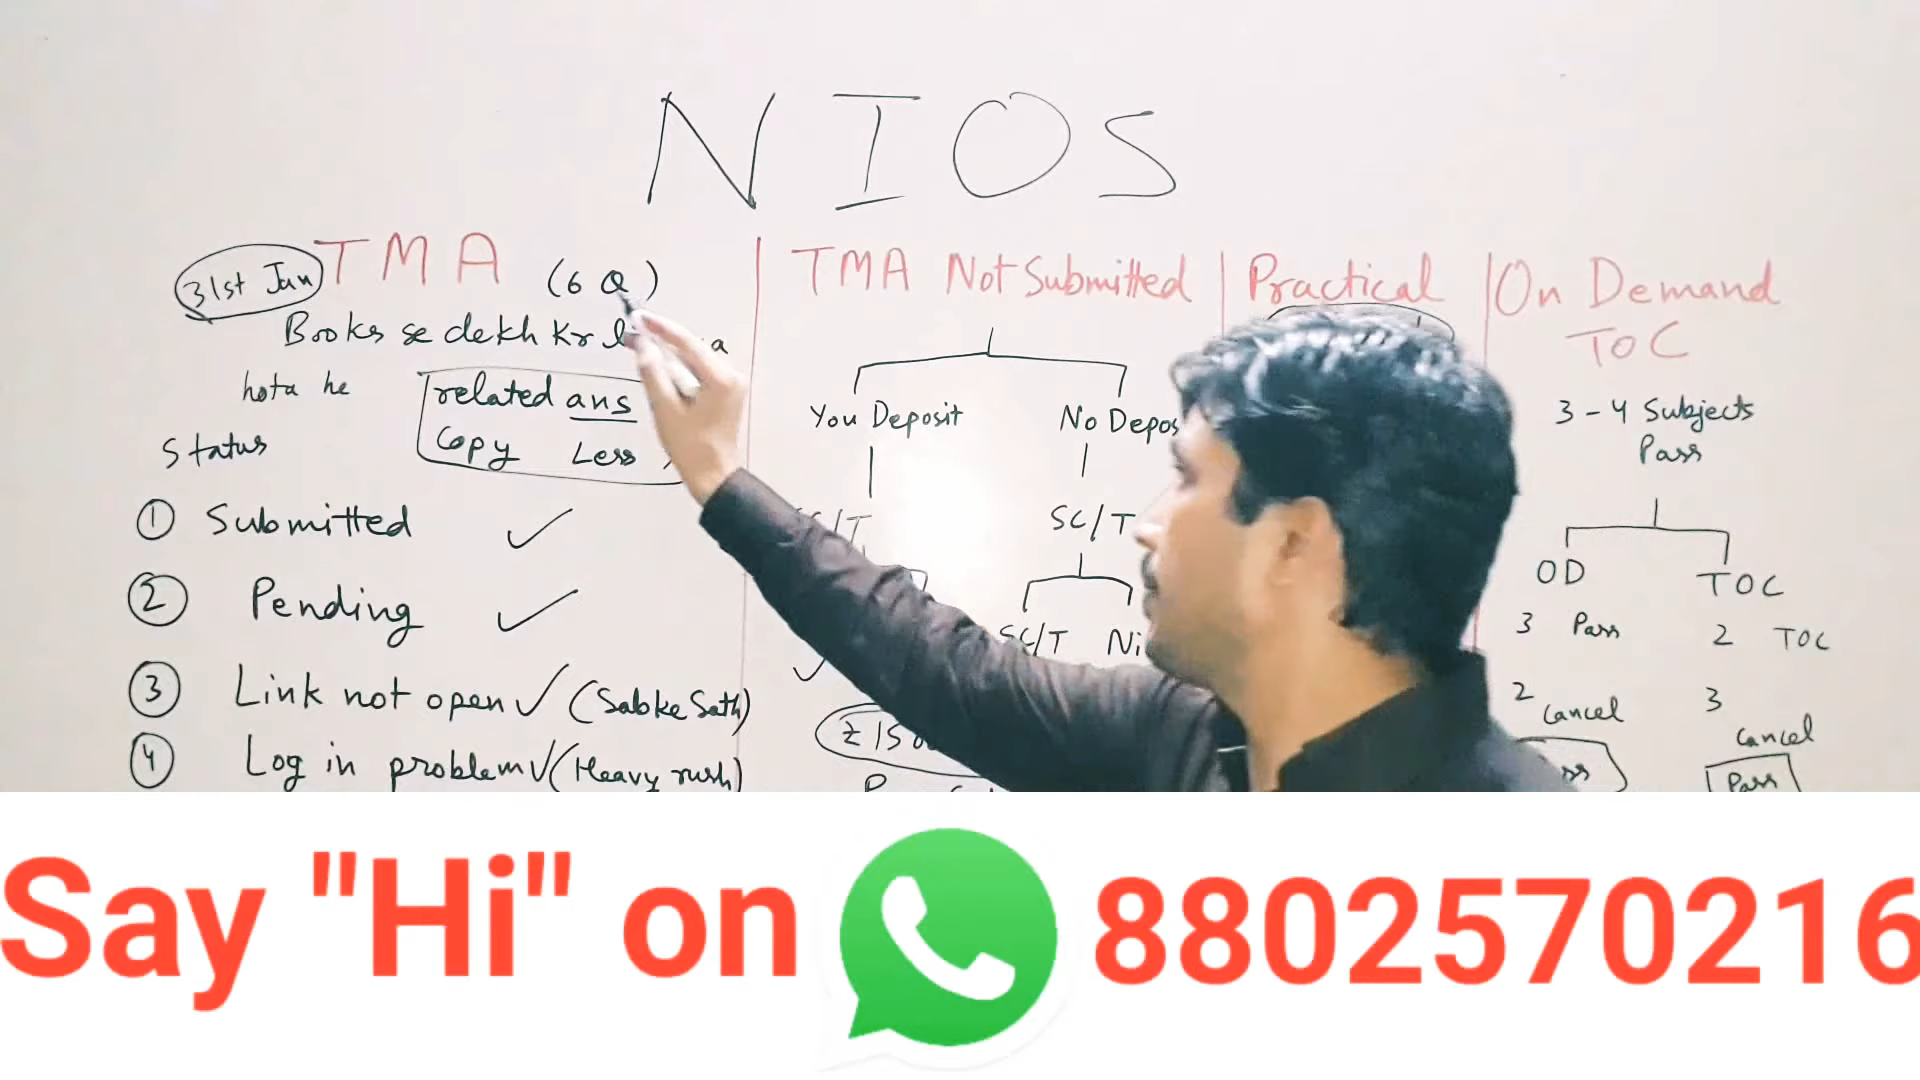 NIOS
31st Jan TMA (6 Q)
Books se dekh kr
hota he
related ans
Copy Less
Status
① Submitted ✓
② Pending ✓
③ Link not open ✓ (Sabke Sath)
④ Log in problem ✓ (Heavy rush)
TMA Not Submitted
You Deposit
No Depos
SC/T
SC/T
SC/T
Practical
On Demand
TOC
3 - 4 Subjects
Pass
OD TOC
3 Pass 2 TOC
2 Cancel 3 Cancel
Pass
Say "Hi" on 8802570216